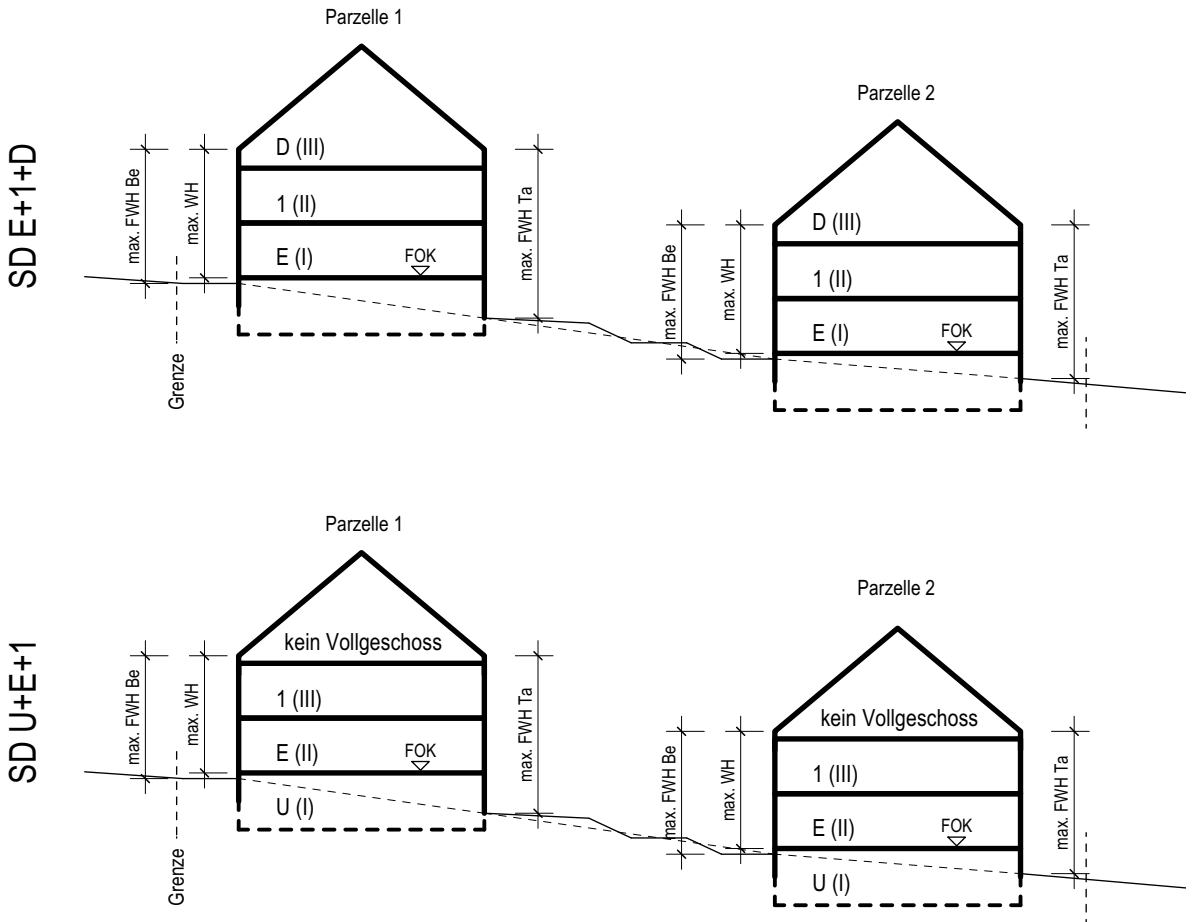 Parzelle 1
Parzelle 2
SD E+1+D
D (III)
1 (II)
E (I)
FOK
max. FWH Be
max. WH
max. FWH Ta
Grenze
D (III)
1 (II)
E (I)
FOK
max. FWH Be
max. WH
max. FWH Ta
Parzelle 1
Parzelle 2
SD U+E+1
kein Vollgeschoss
1 (III)
E (II)
FOK
U (I)
max. FWH Be
max. WH
max. FWH Ta
Grenze
kein Vollgeschoss
1 (III)
E (II)
FOK
U (I)
max. FWH Be
max. WH
max. FWH Ta